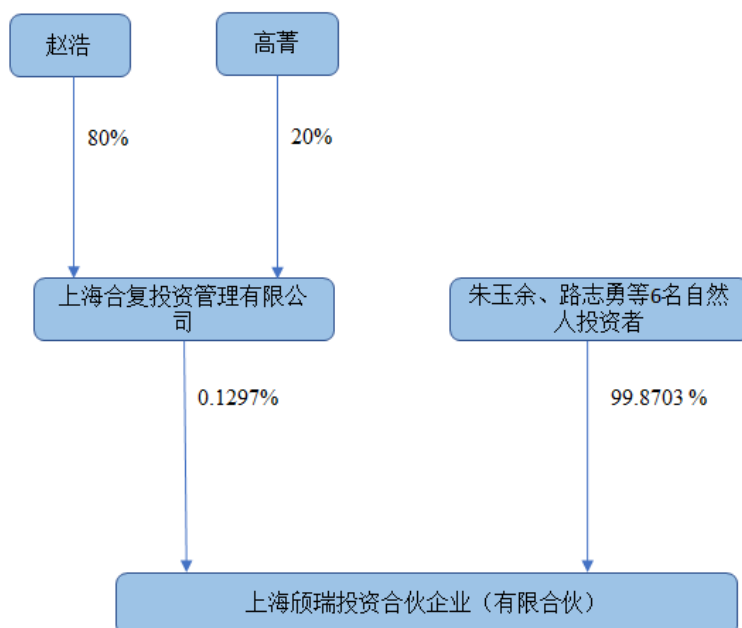 赵浩
高菁
80%
20%
上海合复投资管理有限公
司
朱玉余、路志勇等6名自然
人投资者
0.1297%
99.8703 %
上海颀瑞投资合伙企业（有限合伙）